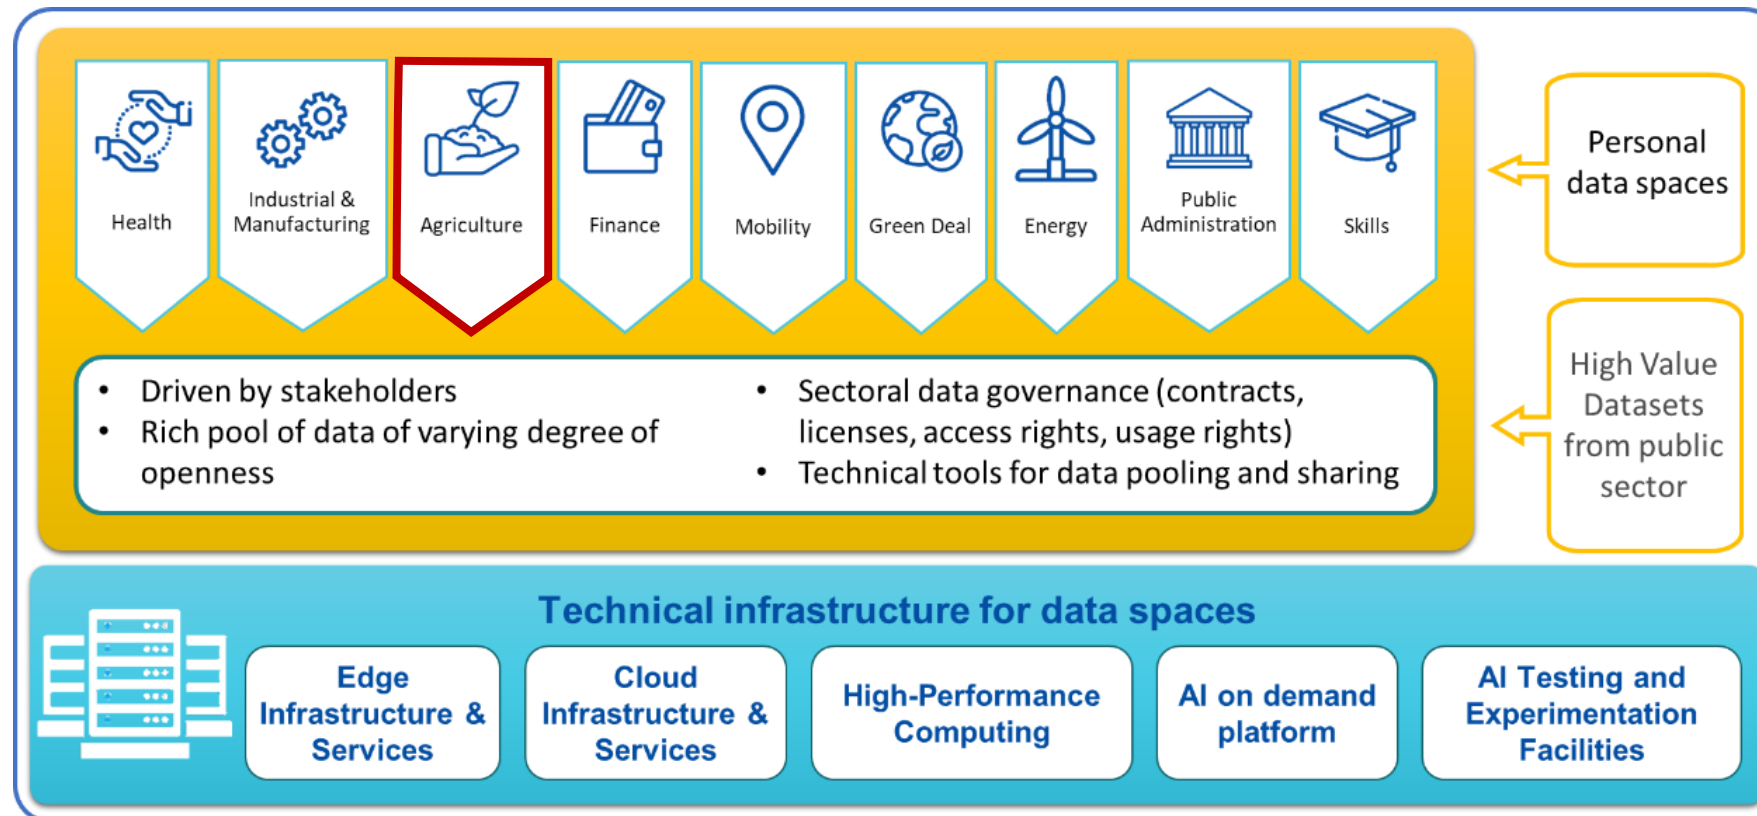 Health
Industrial &
Manufacturing
Agriculture
Finance
Mobility
Green Deal
Energy
Public
Administration
Skills
• Driven by stakeholders
• Rich pool of data of varying degree of
openness
• Sectoral data governance (contracts,
licenses, access rights, usage rights)
• Technical tools for data pooling and sharing
Personal
data spaces
High Value
Datasets
from public
sector
Technical infrastructure for data spaces
Edge
Infrastructure &
Services
Cloud
Infrastructure &
Services
High-Performance
Computing
AI on demand
platform
AI Testing and
Experimentation
Facilities